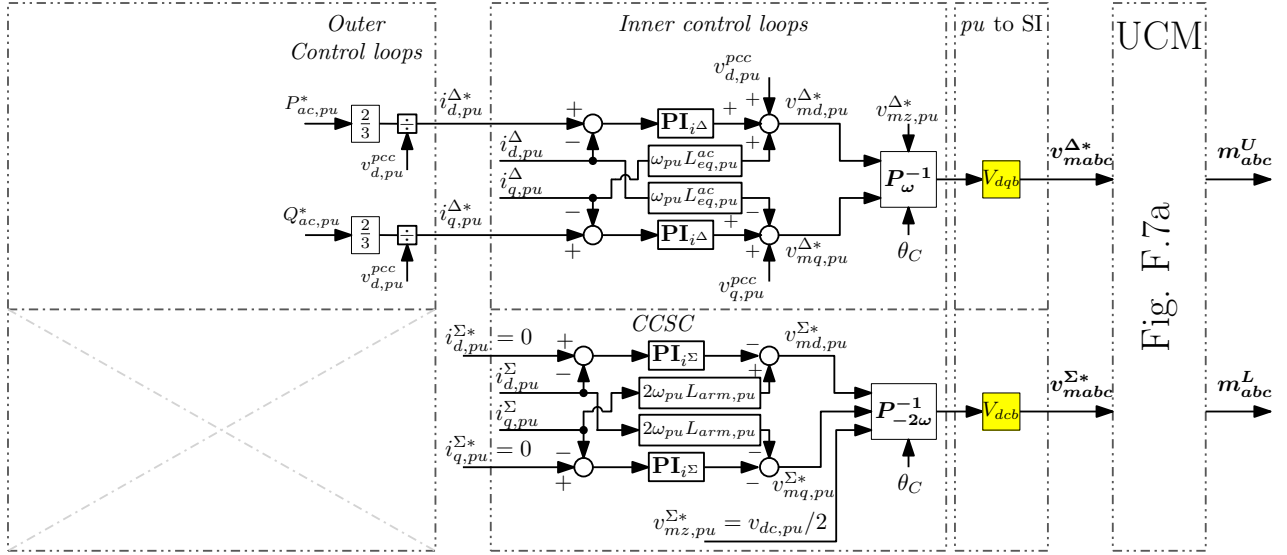 Outer
Control loops
Inner control loops
pu to SI
UCM
P*ac,pu
2/3
÷
v^pcc_d,pu
i^Δ*_d,pu
i^Δ_d,pu
i^Δ_q,pu
Q*ac,pu
2/3
÷
v^pcc_d,pu
i^Δ*_q,pu
+
−
PI_i^Δ
ω_pu L^ac_eq,pu
ω_pu L^ac_eq,pu
−
+
PI_i^Δ
v^pcc_d,pu
+
+
+
v^Δ*_md,pu
+
−
+
v^Δ*_mq,pu
v^pcc_q,pu
v^Δ*_mz,pu
P^-1_ω
θ_C
V_dqb
v^Δ*_mabc
m^U_abc
Fig. F.7a
CCSC
i^Σ*_d,pu = 0
i^Σ_d,pu
i^Σ_q,pu
i^Σ*_q,pu = 0
+
−
PI_i^Σ
2ω_pu L_arm,pu
2ω_pu L_arm,pu
−
+
PI_i^Σ
−
+
v^Σ*_md,pu
−
−
v^Σ*_mq,pu
v^Σ*_mz,pu = v_dc,pu/2
P^-1_-2ω
θ_C
V_dcb
v^Σ*_mabc
m^L_abc